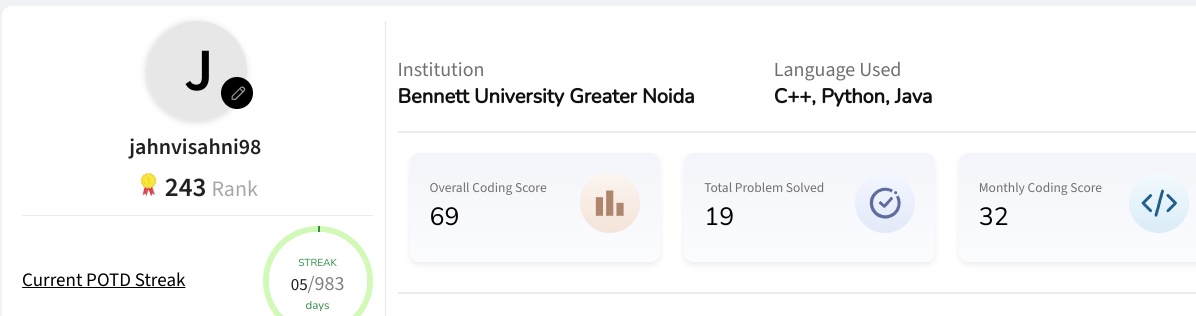 J
jahnvisahni98
243 Rank
Current POTD Streak
STREAK
05/983
days
Institution
Bennett University Greater Noida
Language Used
C++, Python, Java
Overall Coding Score
69
Total Problem Solved
19
Monthly Coding Score
32